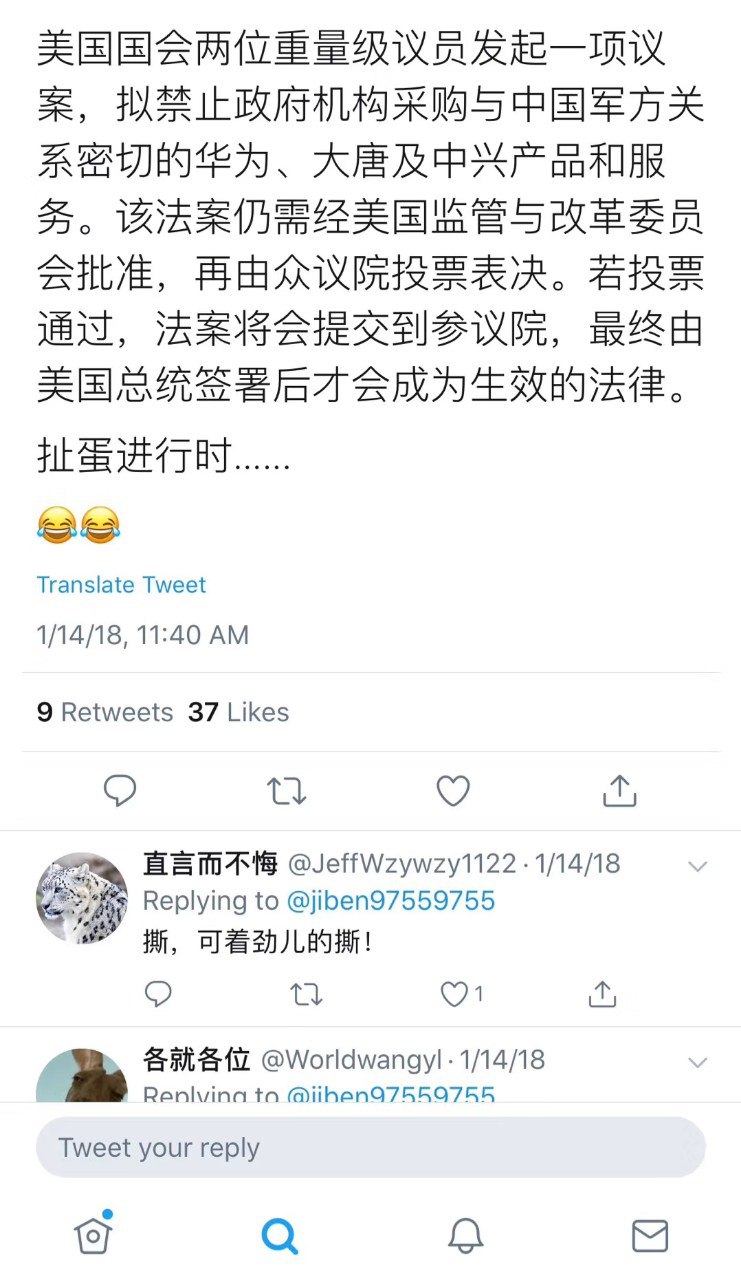 美国国会两位重量级议员发起一项议
案，拟禁止政府机构采购与中国军方关
系密切的华为、大唐及中兴产品和服
务。该法案仍需经美国监管与改革委员
会批准，再由众议院投票表决。若投票
通过，法案将会提交到参议院，最终由
美国总统签署后才会成为生效的法律。
扯蛋进行时……
😂😂
Translate Tweet
1/14/18, 11:40 AM
9 Retweets 37 Likes
直言而不悔 @JeffWzywzy1122 · 1/14/18
Replying to @jiben97559755
撕，可着劲儿的撕！
1
各就各位 @Worldwangyl · 1/14/18
Replying to @jiben97559755
Tweet your reply